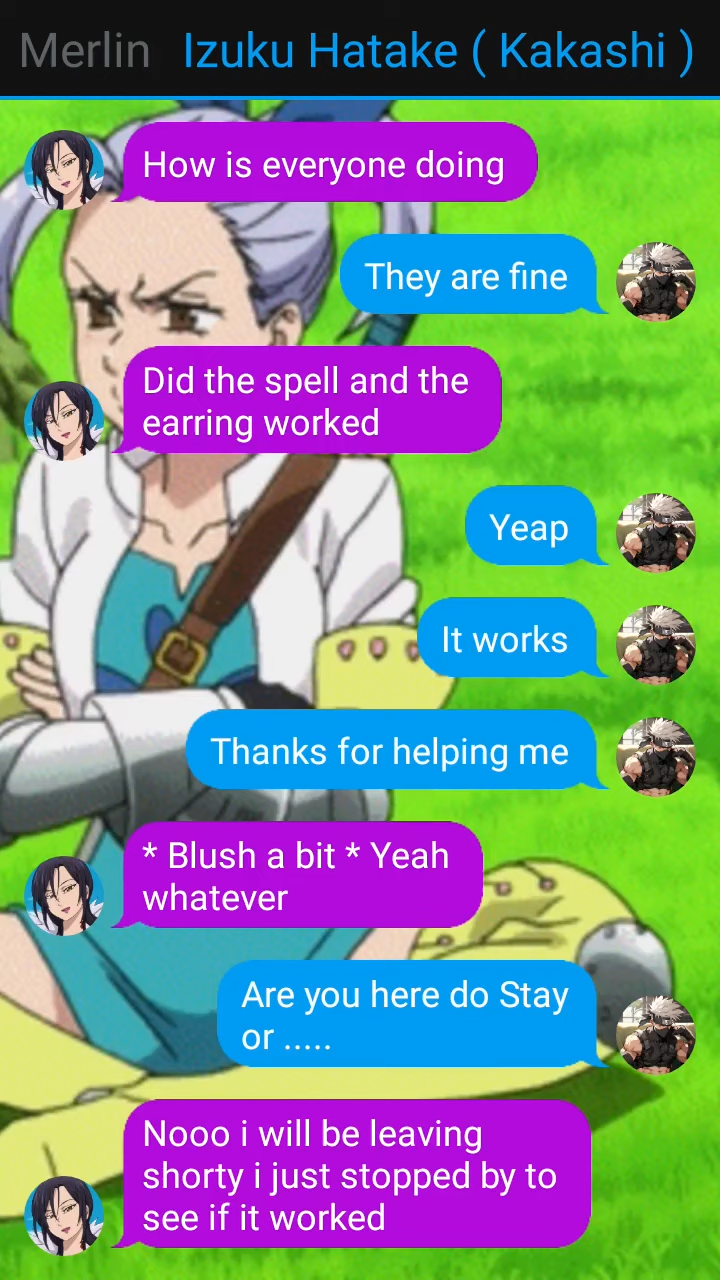 Merlin Izuku Hatake ( Kakashi )
How is everyone doing
They are fine
Did the spell and the
earring worked
Yeap
It works
Thanks for helping me
* Blush a bit * Yeah
whatever
Are you here do Stay
or .....
Nooo i will be leaving
shorty i just stopped by to
see if it worked